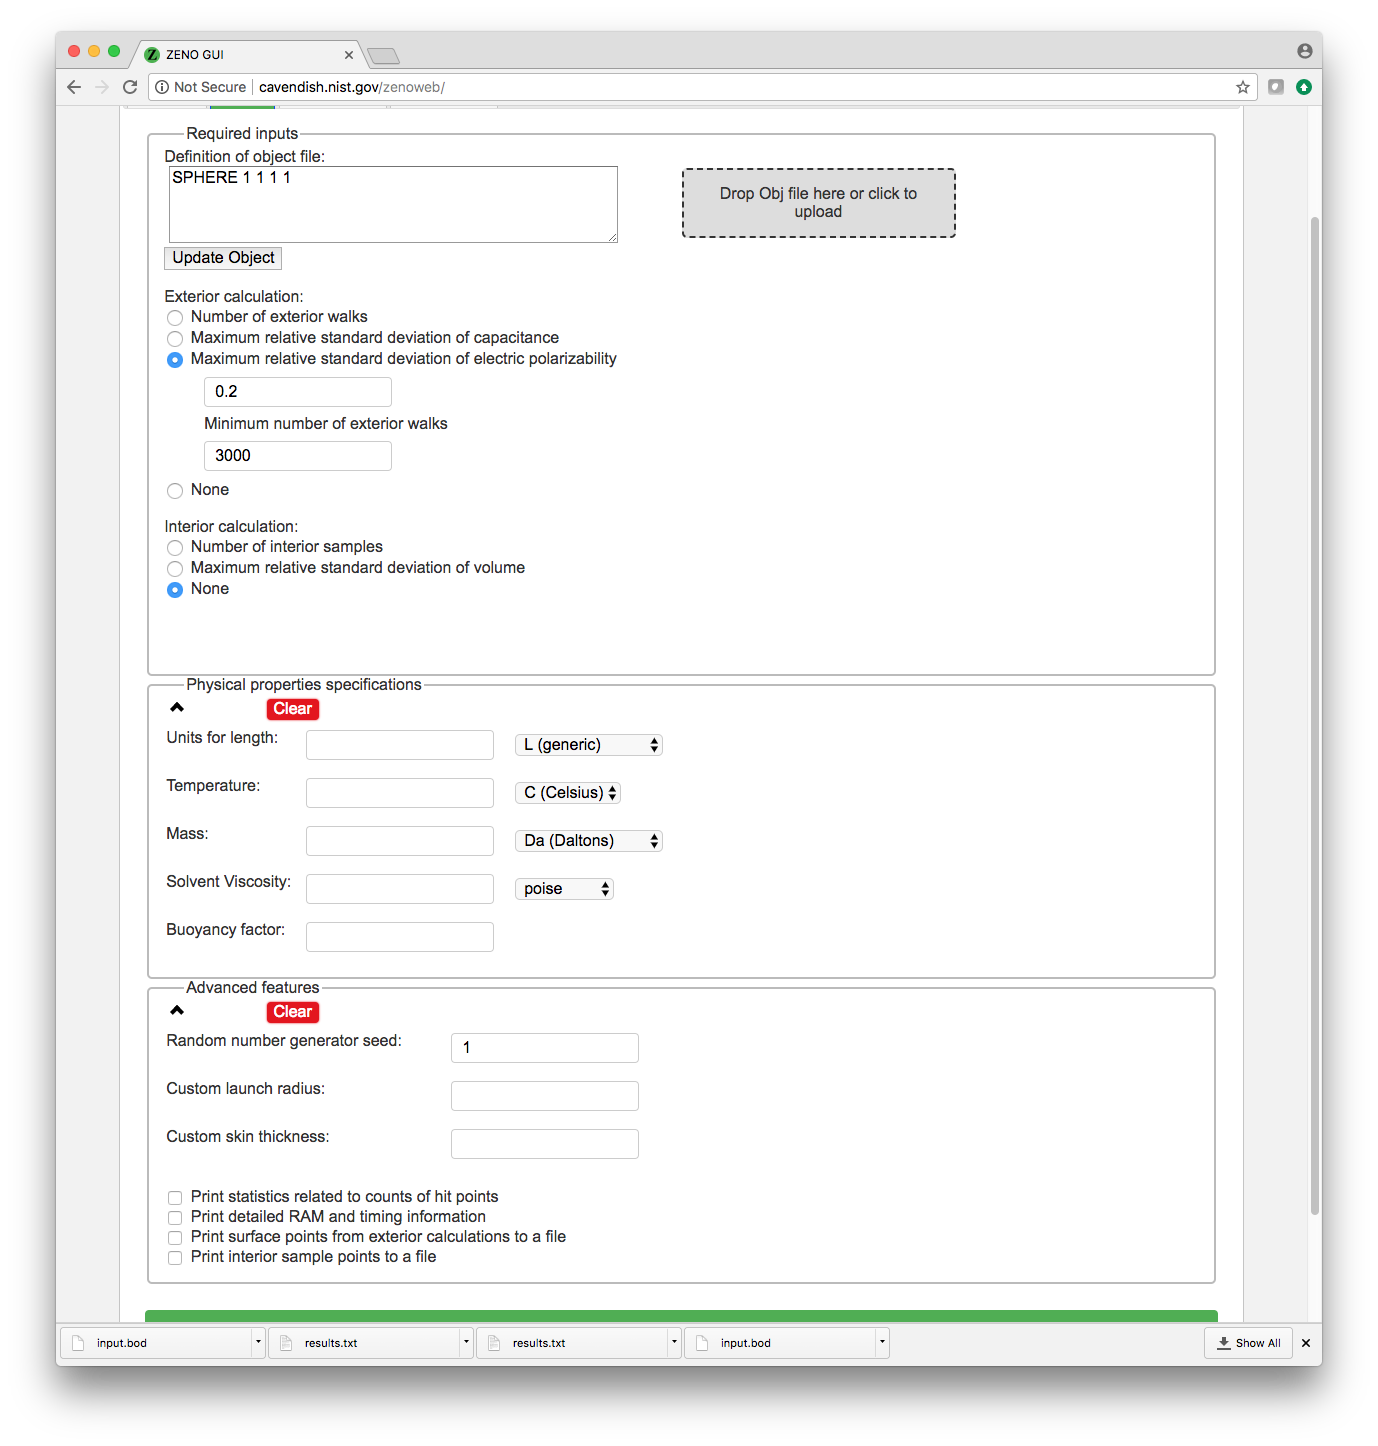 Z ZENO GUI
Not Secure | cavendish.nist.gov/zenoweb/
Required inputs
Definition of object file:
SPHERE 1 1 1 1
Drop Obj file here or click to
upload
Update Object
Exterior calculation:
Number of exterior walks
Maximum relative standard deviation of capacitance
Maximum relative standard deviation of electric polarizability
0.2
Minimum number of exterior walks
3000
None
Interior calculation:
Number of interior samples
Maximum relative standard deviation of volume
None
Physical properties specifications
Clear
Units for length:
L (generic)
Temperature:
C (Celsius)
Mass:
Da (Daltons)
Solvent Viscosity:
poise
Buoyancy factor:
Advanced features
Clear
Random number generator seed:
1
Custom launch radius:
Custom skin thickness:
Print statistics related to counts of hit points
Print detailed RAM and timing information
Print surface points from exterior calculations to a file
Print interior sample points to a file
input.bod
results.txt
results.txt
input.bod
Show All